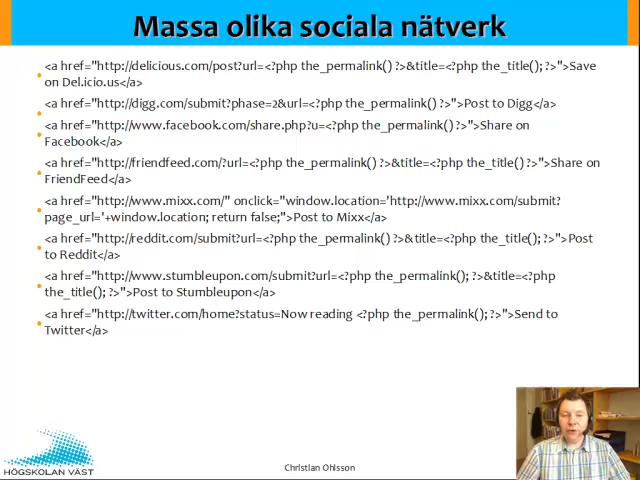 Massa olika sociala nätverk
• <a href="http://delicious.com/post?url=<?php the_permalink() ?>&title=<?php the_title(); ?>">Save
on Del.icio.us</a>
• <a href="http://digg.com/submit?phase=2&url=<?php the_permalink() ?>">Post to Digg</a>
• <a href="http://www.facebook.com/share.php?u=<?php the_permalink() ?>">Share on
Facebook</a>
• <a href="http://friendfeed.com/?url=<?php the_permalink() ?>&title=<?php the_title() ?>">Share on
FriendFeed</a>
• <a href="http://www.mixx.com/" onclick="window.location='http://www.mixx.com/submit?
page_url='+window.location; return false;">Post to Mixx</a>
• <a href="http://reddit.com/submit?url=<?php the_permalink() ?>&title=<?php the_title(); ?>">Post
to Reddit</a>
• <a href="http://www.stumbleupon.com/submit?url=<?php the_permalink(); ?>&title=<?php
the_title(); ?>">Post to Stumbleupon</a>
• <a href="http://twitter.com/home?status=Now reading <?php the_permalink(); ?>">Send to
Twitter</a>
HÖGSKOLAN VÄST
Christian Ohlsson